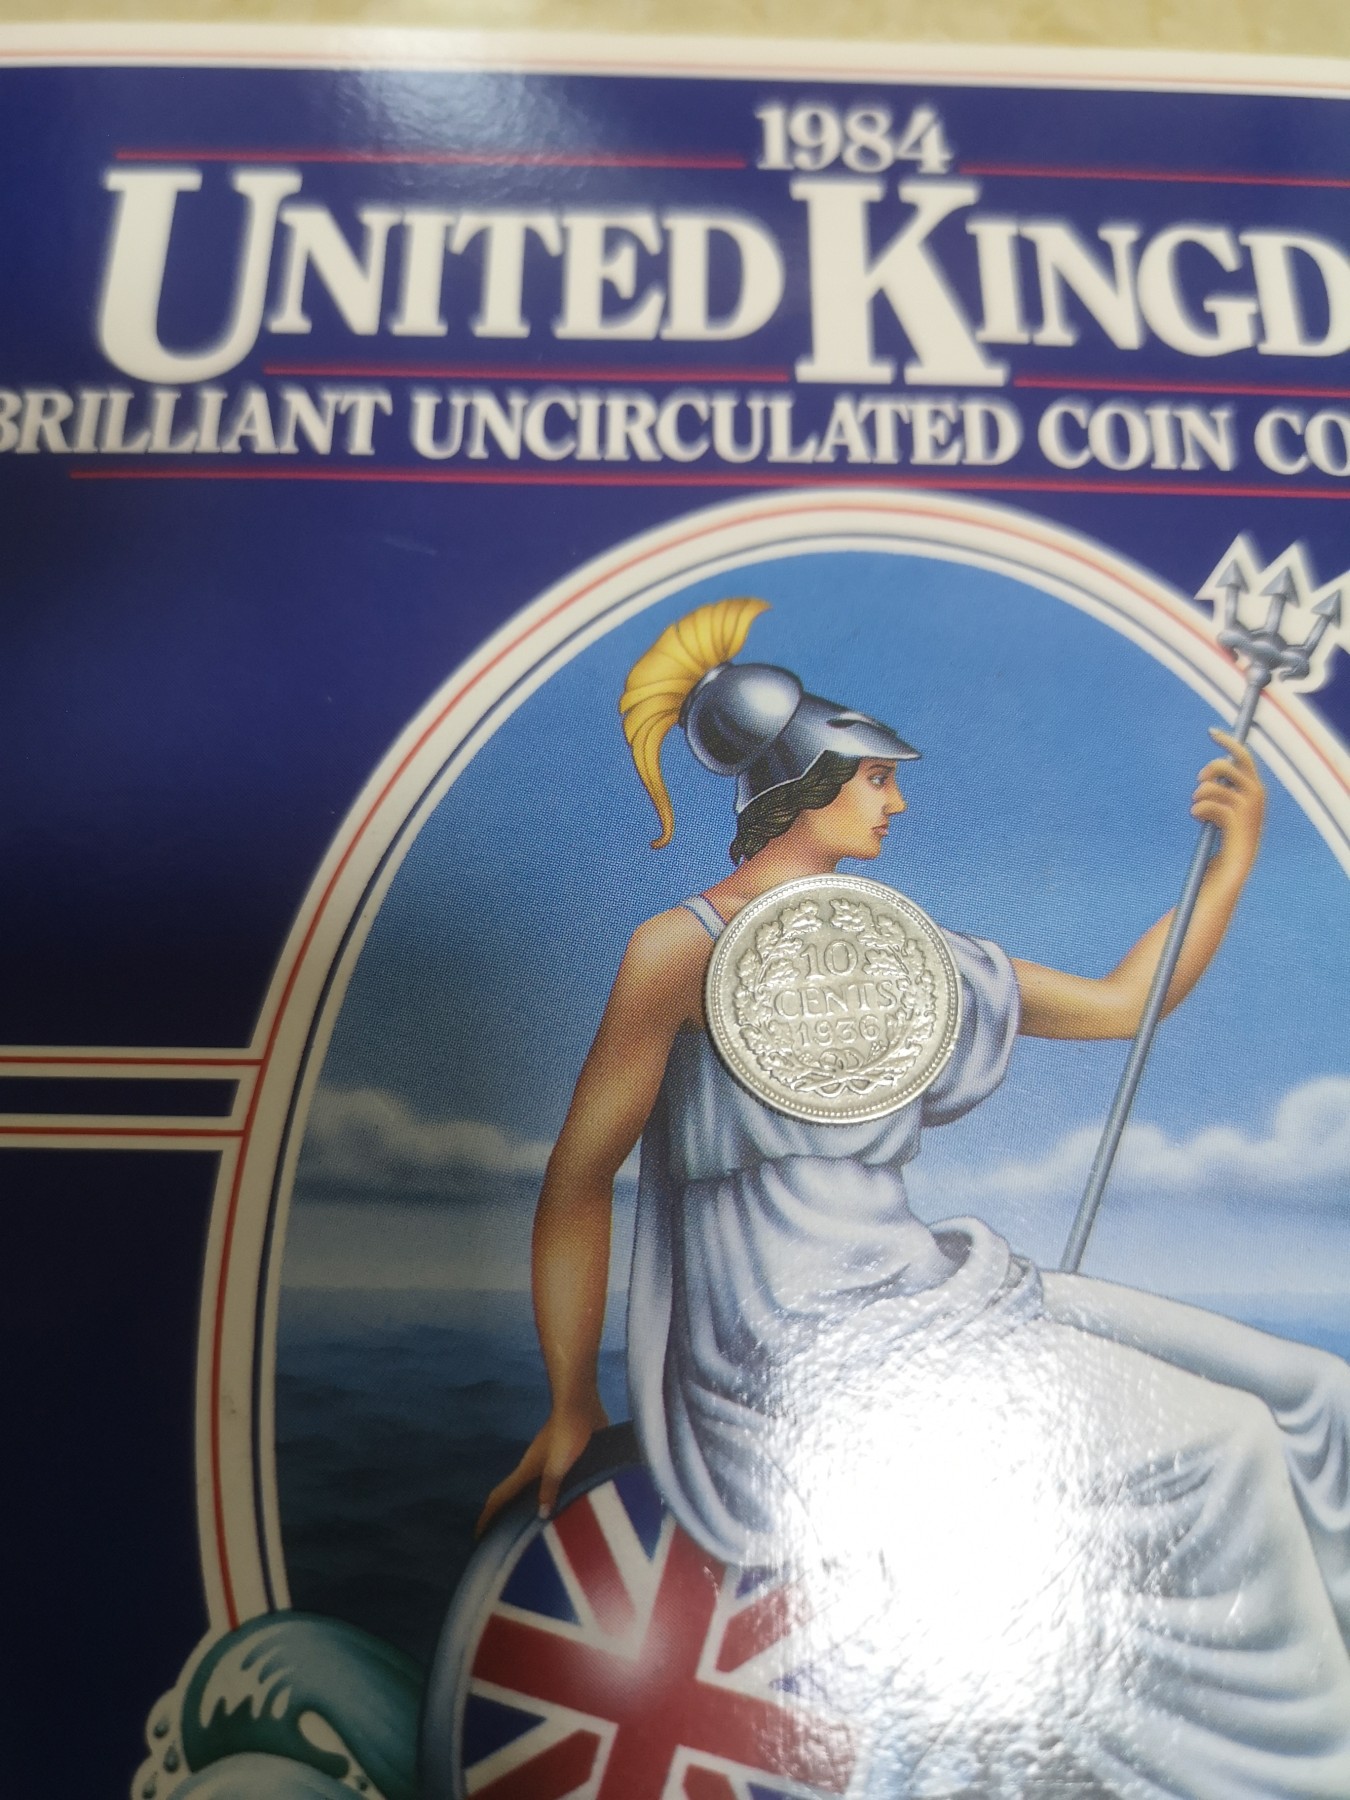 1984
UNITED KINGD
BRILLIANT UNCIRCULATED COIN CO
10
CENTS
1936